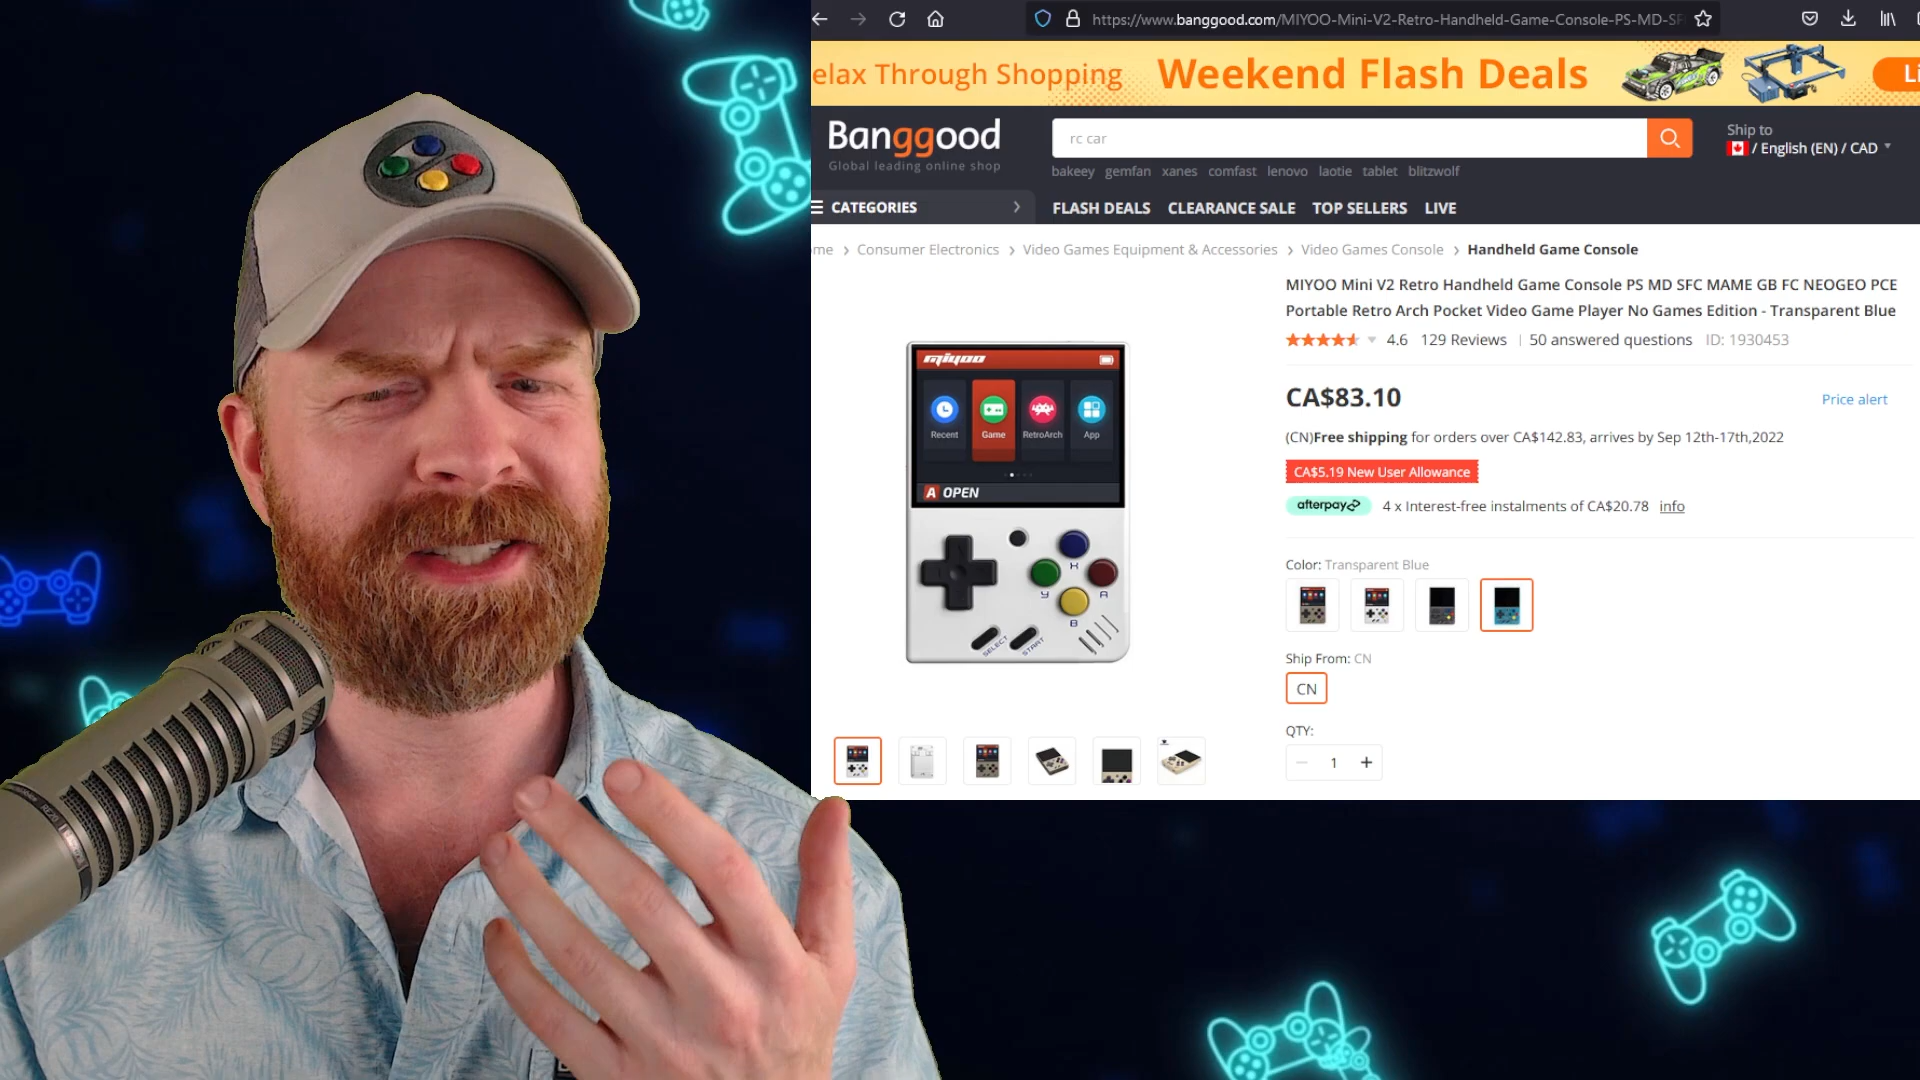 https://www.banggood.com/MIYOO-Mini-V2-Retro-Handheld-Game-Console-PS-MD-SF
elax Through Shopping
Weekend Flash Deals
Li
Banggood
Global leading online shop
rc car
Ship to
/ English (EN) / CAD
bakeey gemfan xanes comfast lenovo laotie tablet blitzwolf
CATEGORIES
FLASH DEALS CLEARANCE SALE TOP SELLERS LIVE
me > Consumer Electronics > Video Games Equipment & Accessories > Video Games Console > Handheld Game Console
MIYOO Mini V2 Retro Handheld Game Console PS MD SFC MAME GB FC NEOGEO PCE
Portable Retro Arch Pocket Video Game Player No Games Edition - Transparent Blue
4.6 129 Reviews | 50 answered questions ID: 1930453
miyoo
Recent Game RetroArch App
A OPEN
X
Y A
B
SELECT START
CA$83.10
Price alert
(CN)Free shipping for orders over CA$142.83, arrives by Sep 12th-17th,2022
CA$5.19 New User Allowance
afterpay 4 x Interest-free instalments of CA$20.78 info
Color: Transparent Blue
Ship From: CN
CN
QTY:
− 1 +